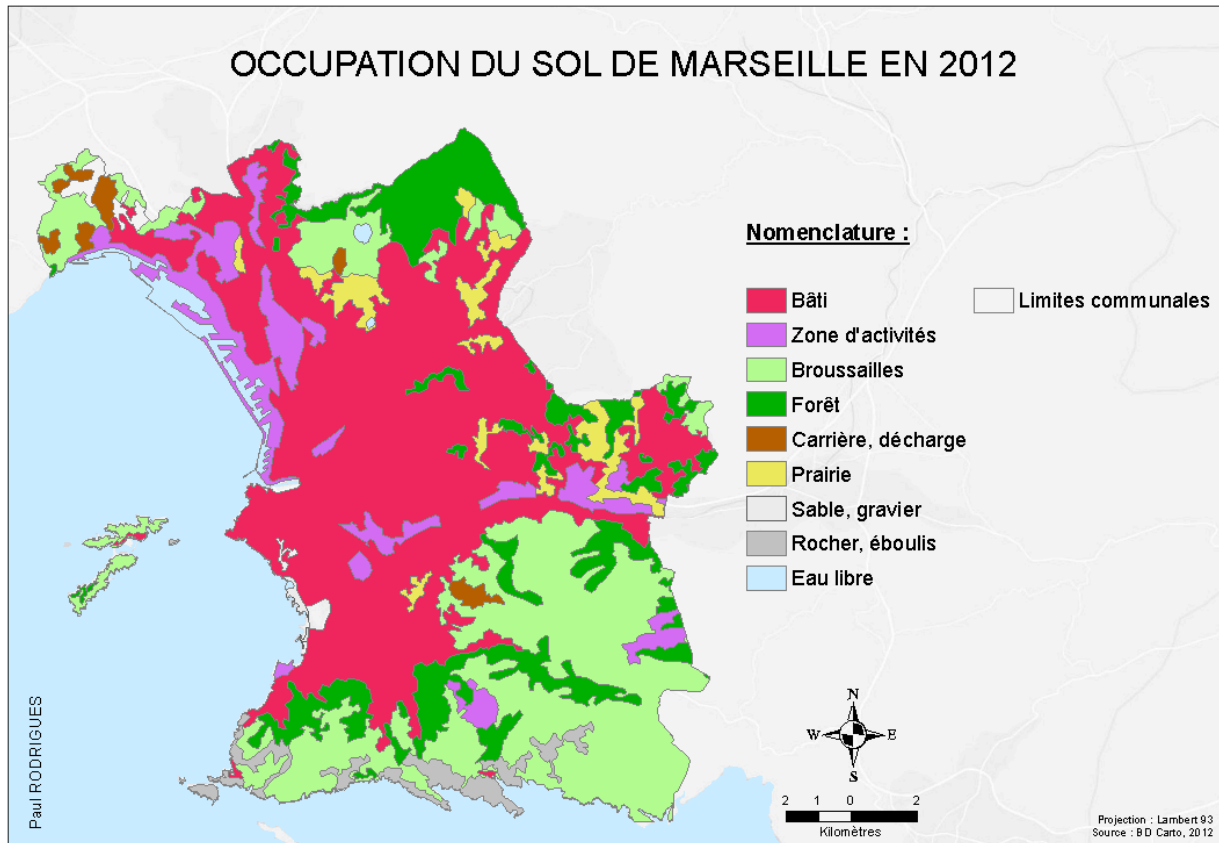 OCCUPATION DU SOL DE MARSEILLE EN 2012
Nomenclature :
Bâti
Zone d'activités
Broussailles
Forêt
Carrière, décharge
Prairie
Sable, gravier
Rocher, éboulis
Eau libre
Limites communales
N
W E
S
2 1 0 2
Kilomètres
Projection : Lambert 93
Source : BD Carto, 2012
Paul RODRIGUES